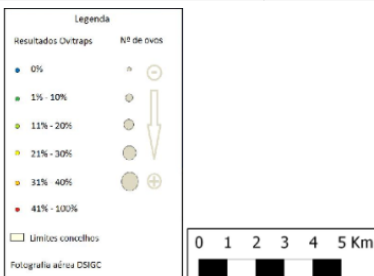 Legenda
Resultados Ovitraps Nº de ovos
0%
1% - 10%
11% - 20%
21% - 30%
31% 40%
41% - 100%
Limites concelhos
Fotografia aérea DSIGC
0 1 2 3 4 5 Km